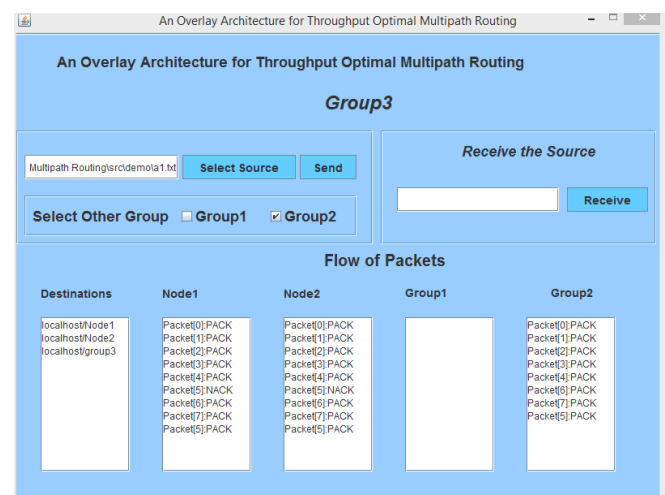 An Overlay Architecture for Throughput Optimal Multipath Routing
An Overlay Architecture for Throughput Optimal Multipath Routing
Group3
Multipath Routing\src\demo\a1.txt
Select Source
Send
Select Other Group
Group1
Group2
Receive the Source
Receive
Flow of Packets
Destinations
localhost/Node1
localhost/Node2
localhost/group3
Node1
Packet[0]:PACK
Packet[1]:PACK
Packet[2]:PACK
Packet[3]:PACK
Packet[4]:PACK
Packet[5]:NACK
Packet[6]:PACK
Packet[7]:PACK
Packet[5]:PACK
Node2
Packet[0]:PACK
Packet[1]:PACK
Packet[2]:PACK
Packet[3]:PACK
Packet[4]:PACK
Packet[5]:NACK
Packet[6]:PACK
Packet[7]:PACK
Packet[5]:PACK
Group1
Group2
Packet[0]:PACK
Packet[1]:PACK
Packet[2]:PACK
Packet[3]:PACK
Packet[4]:PACK
Packet[6]:PACK
Packet[7]:PACK
Packet[5]:PACK